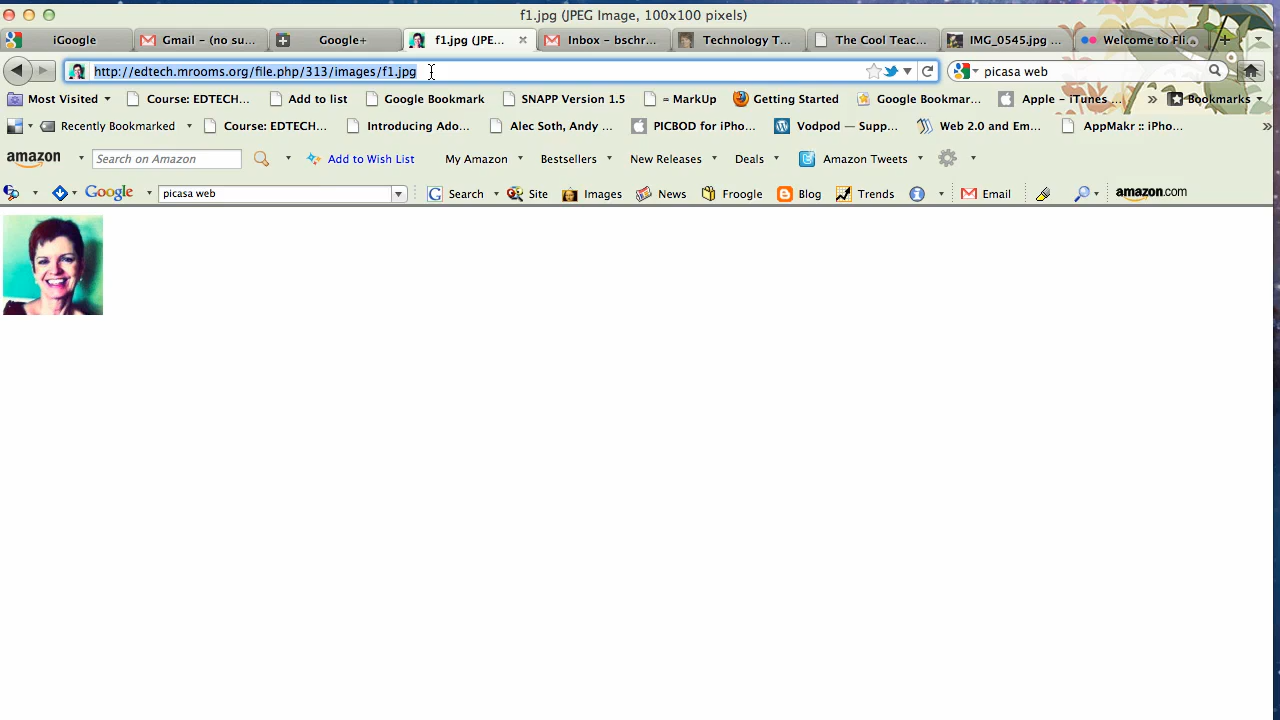 f1.jpg (JPEG Image, 100x100 pixels)
iGoogle Gmail – (no su... Google+ f1.jpg (JPE... Inbox – bschr... Technology T... The Cool Teac... IMG_0545.jpg ... Welcome to Fli...
http://edtech.mrooms.org/file.php/313/images/f1.jpg picasa web
Most Visited Course: EDTECH... Add to list Google Bookmark SNAPP Version 1.5 = MarkUp Getting Started Google Bookmar... Apple – iTunes ... » Bookmarks
Recently Bookmarked Course: EDTECH... Introducing Ado... Alec Soth, Andy ... PICBOD for iPho... Vodpod — Supp... Web 2.0 and Em... AppMakr :: iPho... »
amazon Search on Amazon Add to Wish List My Amazon Bestsellers New Releases Deals Amazon Tweets
Google picasa web Search Site Images News Froogle Blog Trends Email amazon.com